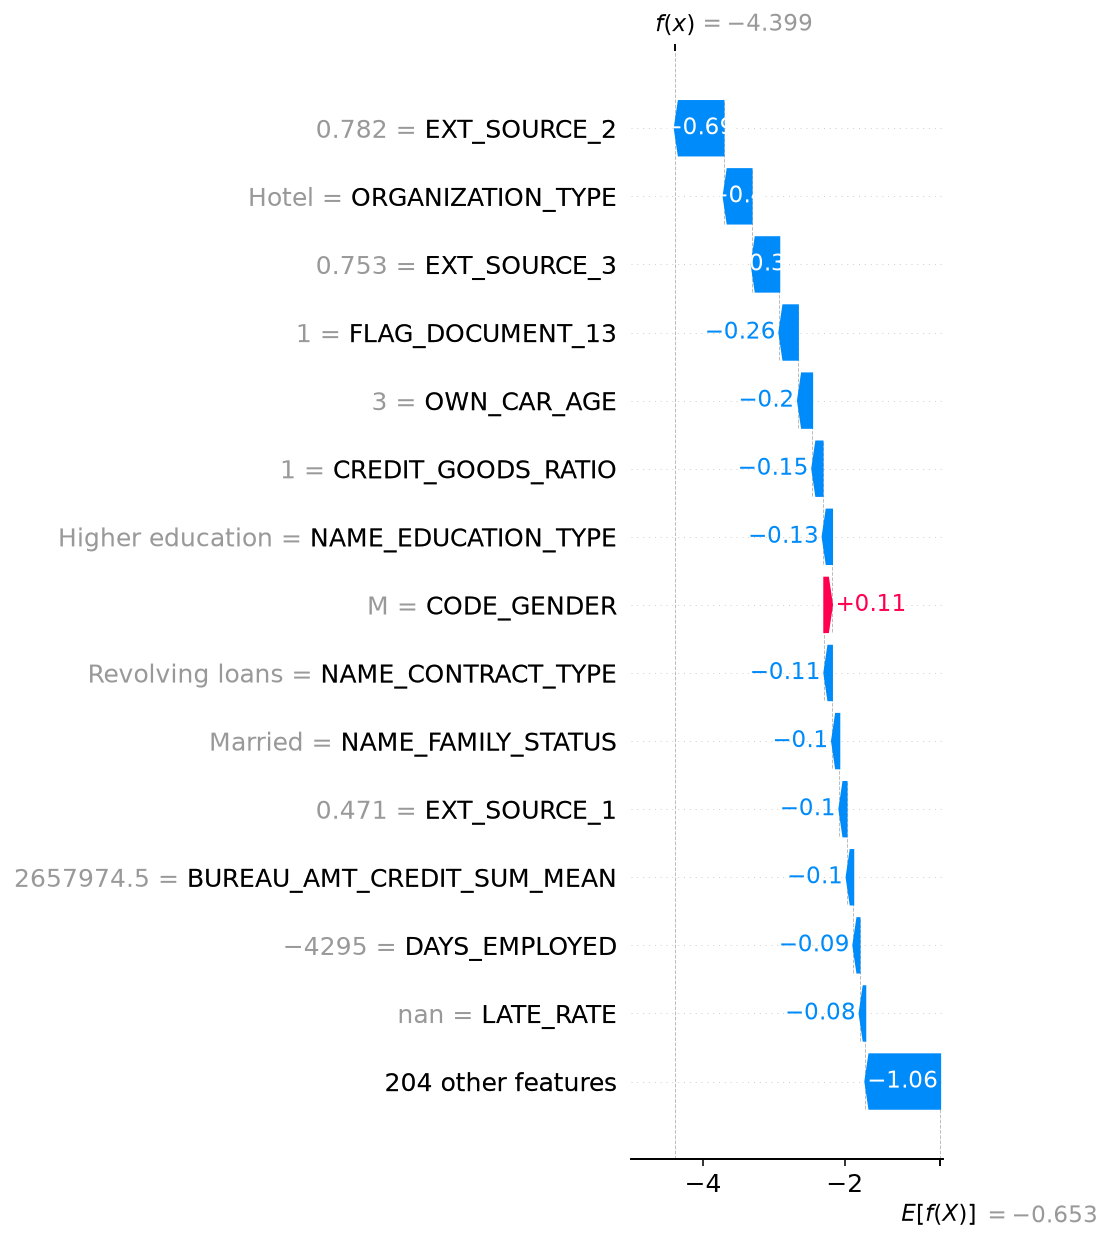 f(x) = −4.399
0.782 = EXT_SOURCE_2
−0.69
Hotel = ORGANIZATION_TYPE
0.753 = EXT_SOURCE_3
1 = FLAG_DOCUMENT_13
−0.26
3 = OWN_CAR_AGE
−0.2
1 = CREDIT_GOODS_RATIO
−0.15
Higher education = NAME_EDUCATION_TYPE
−0.13
M = CODE_GENDER
+0.11
Revolving loans = NAME_CONTRACT_TYPE
−0.11
Married = NAME_FAMILY_STATUS
−0.1
0.471 = EXT_SOURCE_1
−0.1
2657974.5 = BUREAU_AMT_CREDIT_SUM_MEAN
−0.1
−4295 = DAYS_EMPLOYED
−0.09
nan = LATE_RATE
−0.08
204 other features
−1.06
−4
−2
E[f(X)] = −0.653